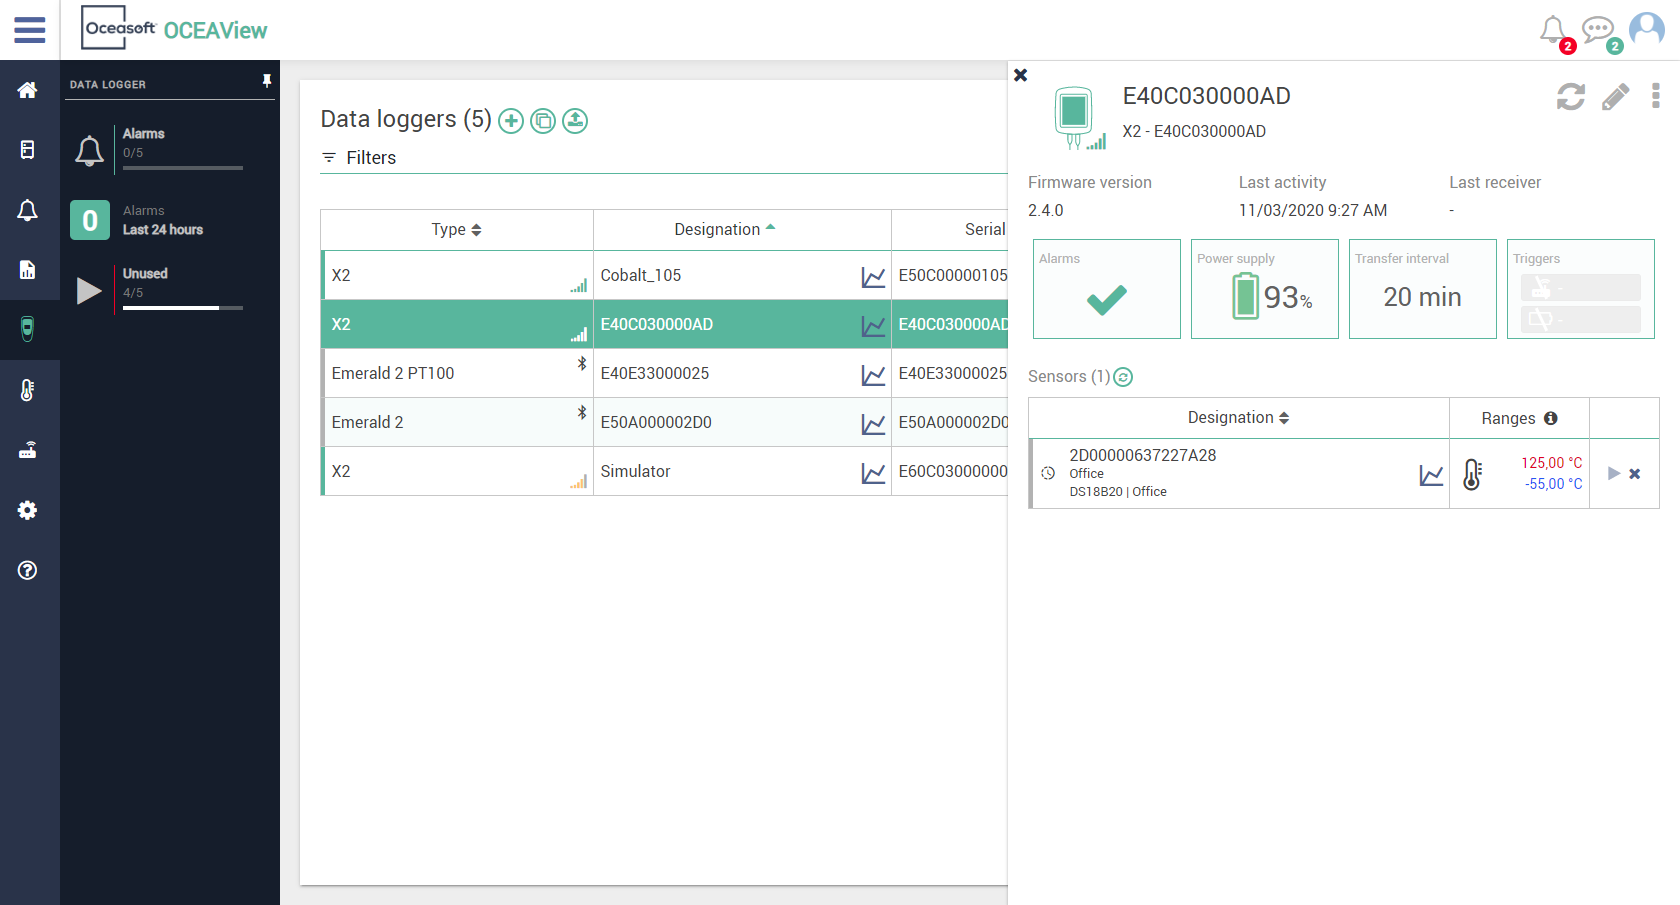 Oceasoft OCEAView
2
2
DATA LOGGER
Alarms
0/5
0
Alarms
Last 24 hours
Unused
4/5
Data loggers (5)
Filters
Type
Designation
Serial
X2
Cobalt_105
E50C00000105
X2
E40C030000AD
E40C030000AD
Emerald 2 PT100
E40E33000025
E40E33000025
Emerald 2
E50A000002D0
E50A000002D0
X2
Simulator
E60C03000000
E40C030000AD
X2 - E40C030000AD
Firmware version
Last activity
Last receiver
2.4.0
11/03/2020 9:27 AM
-
Alarms
Power supply
93%
Transfer interval
20 min
Triggers
-
-
Sensors (1)
Designation
Ranges
2D00000637227A28
Office
DS18B20 | Office
125,00 °C
-55,00 °C